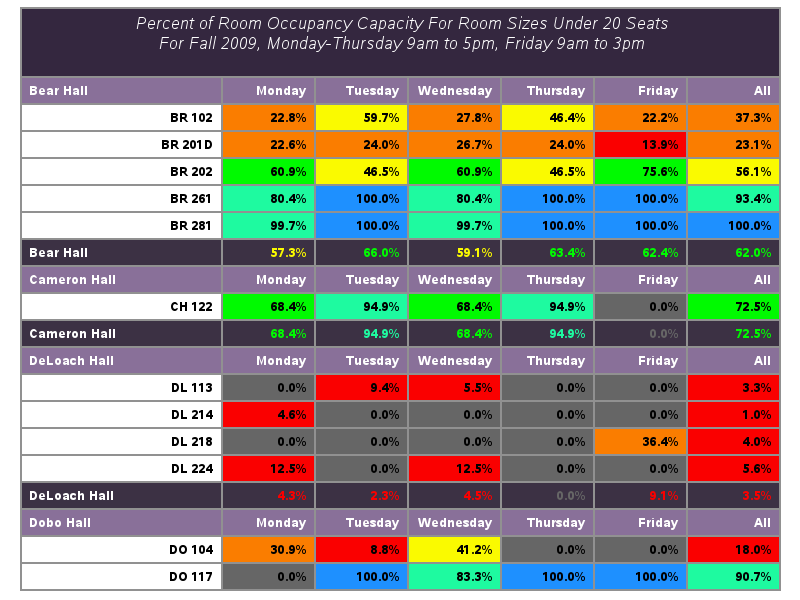 Percent of Room Occupancy Capacity For Room Sizes Under 20 Seats
For Fall 2009, Monday-Thursday 9am to 5pm, Friday 9am to 3pm
Bear Hall Monday Tuesday Wednesday Thursday Friday All
BR 102 22.8% 59.7% 27.8% 46.4% 22.2% 37.3%
BR 201D 22.6% 24.0% 26.7% 24.0% 13.9% 23.1%
BR 202 60.9% 46.5% 60.9% 46.5% 75.6% 56.1%
BR 261 80.4% 100.0% 80.4% 100.0% 100.0% 93.4%
BR 281 99.7% 100.0% 99.7% 100.0% 100.0% 100.0%
Bear Hall 57.3% 66.0% 59.1% 63.4% 62.4% 62.0%
Cameron Hall Monday Tuesday Wednesday Thursday Friday All
CH 122 68.4% 94.9% 68.4% 94.9% 0.0% 72.5%
Cameron Hall 68.4% 94.9% 68.4% 94.9% 0.0% 72.5%
DeLoach Hall Monday Tuesday Wednesday Thursday Friday All
DL 113 0.0% 9.4% 5.5% 0.0% 0.0% 3.3%
DL 214 4.6% 0.0% 0.0% 0.0% 0.0% 1.0%
DL 218 0.0% 0.0% 0.0% 0.0% 36.4% 4.0%
DL 224 12.5% 0.0% 12.5% 0.0% 0.0% 5.6%
DeLoach Hall 4.3% 2.3% 4.5% 0.0% 9.1% 3.5%
Dobo Hall Monday Tuesday Wednesday Thursday Friday All
DO 104 30.9% 8.8% 41.2% 0.0% 0.0% 18.0%
DO 117 0.0% 100.0% 83.3% 100.0% 100.0% 90.7%